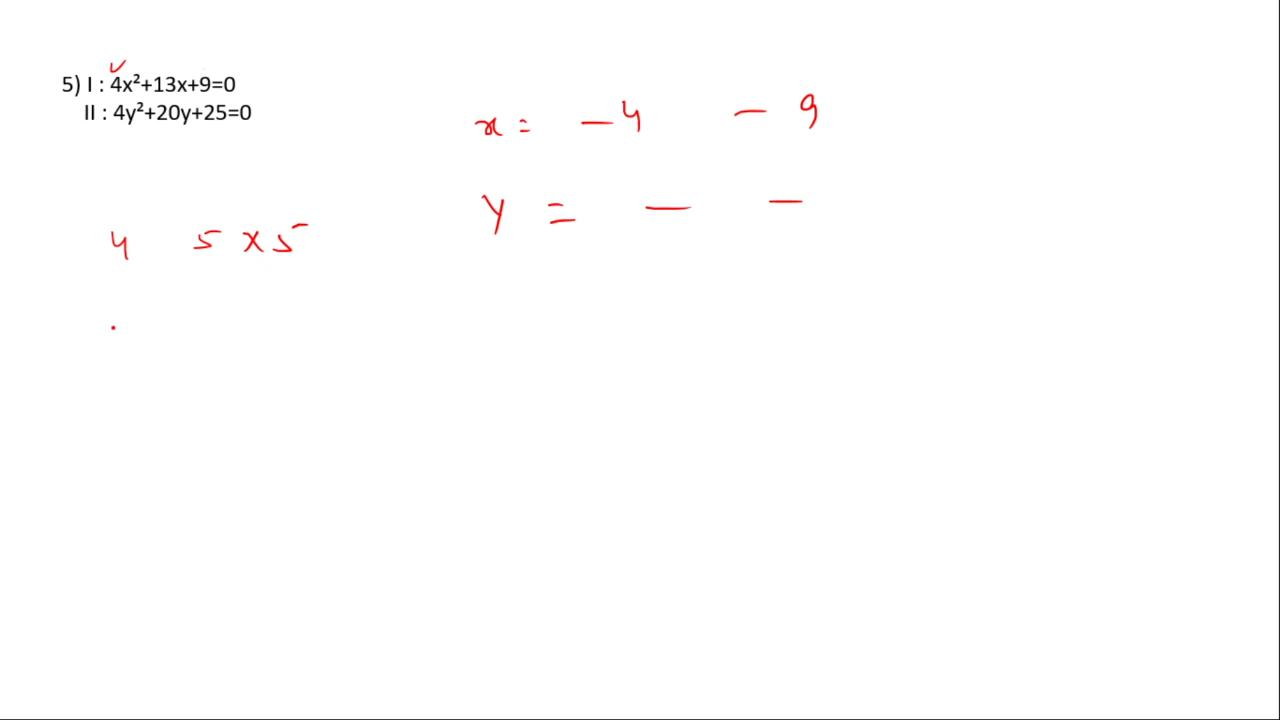 5) I : 4x²+13x+9=0
II : 4y²+20y+25=0
x = -4 - 9
y = - -
4 5 x 5